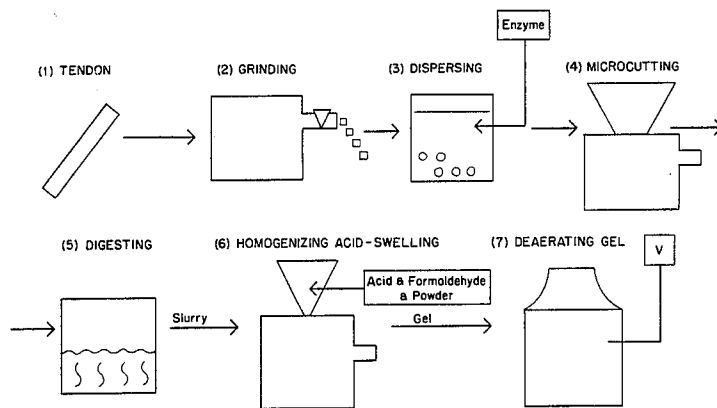 Enzyme
(1) TENDON
(2) GRINDING
(3) DISPERSING
(4) MICROCUTTING
(5) DIGESTING
(6) HOMOGENIZING ACID-SWELLING
(7) DEAERATING GEL
V
Slurry
Acid & Formoldehyde
& Powder
Gel